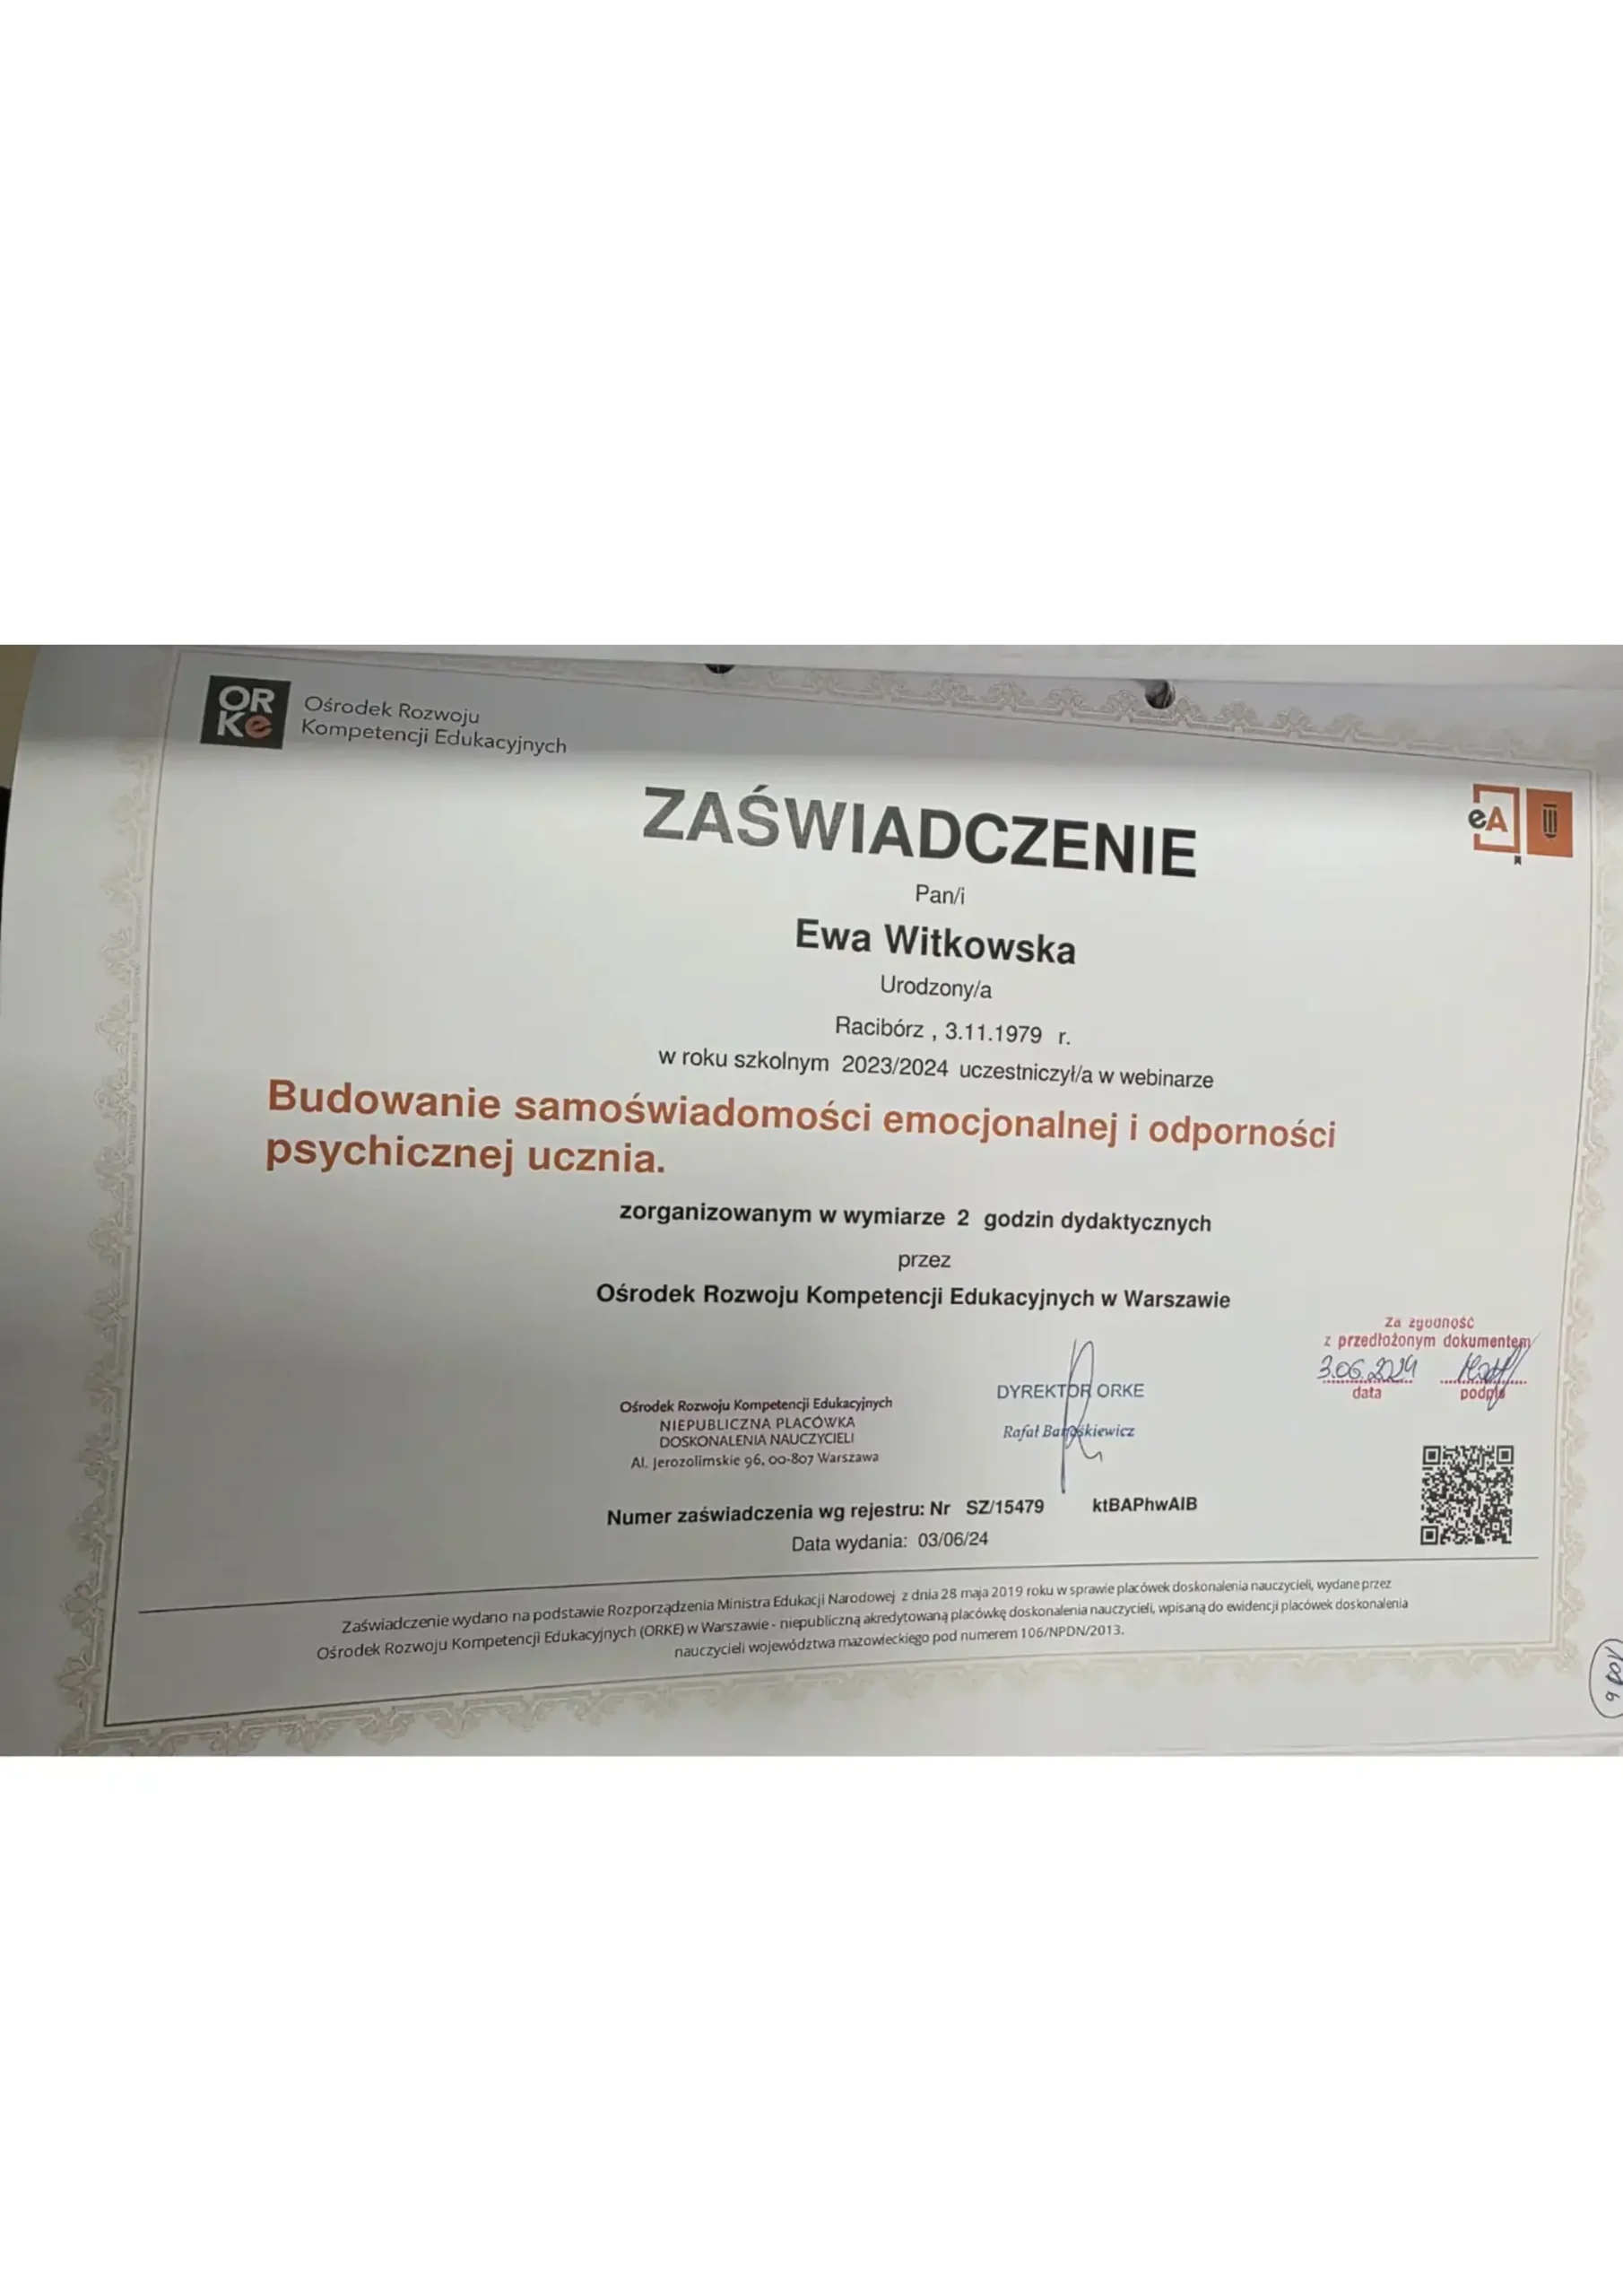 OR
Ke
Ośrodek Rozwoju
Kompetencji Edukacyjnych
eA
ZAŚWIADCZENIE
Pan/i
Ewa Witkowska
Urodzony/a
Racibórz , 3.11.1979 r.
w roku szkolnym 2023/2024 uczestniczył/a w webinarze
Budowanie samoświadomości emocjonalnej i odporności
psychicznej ucznia.
zorganizowanym w wymiarze 2 godzin dydaktycznych
przez
Ośrodek Rozwoju Kompetencji Edukacyjnych w Warszawie
Za zgodność
z przedłożonym dokumentem
3.06.2024
data podpis
Ośrodek Rozwoju Kompetencji Edukacyjnych
NIEPUBLICZNA PLACÓWKA
DOSKONALENIA NAUCZYCIELI
Al. Jerozolimskie 96, 00-807 Warszawa
DYREKTOR ORKE
Rafał
Numer zaświadczenia wg rejestru: Nr SZ/15479 ktBAPhwAIB
Data wydania: 03/06/24
Zaświadczenie wydano na podstawie Rozporządzenia Ministra Edukacji Narodowej z dnia 28 maja 2019 roku w sprawie placówek doskonalenia nauczycieli, wydane przez
Ośrodek Rozwoju Kompetencji Edukacyjnych (ORKE) w Warszawie - niepubliczną akredytowaną placówkę doskonalenia nauczycieli, wpisaną do ewidencji placówek doskonalenia
nauczycieli województwa mazowieckiego pod numerem 106/NPDN/2013.